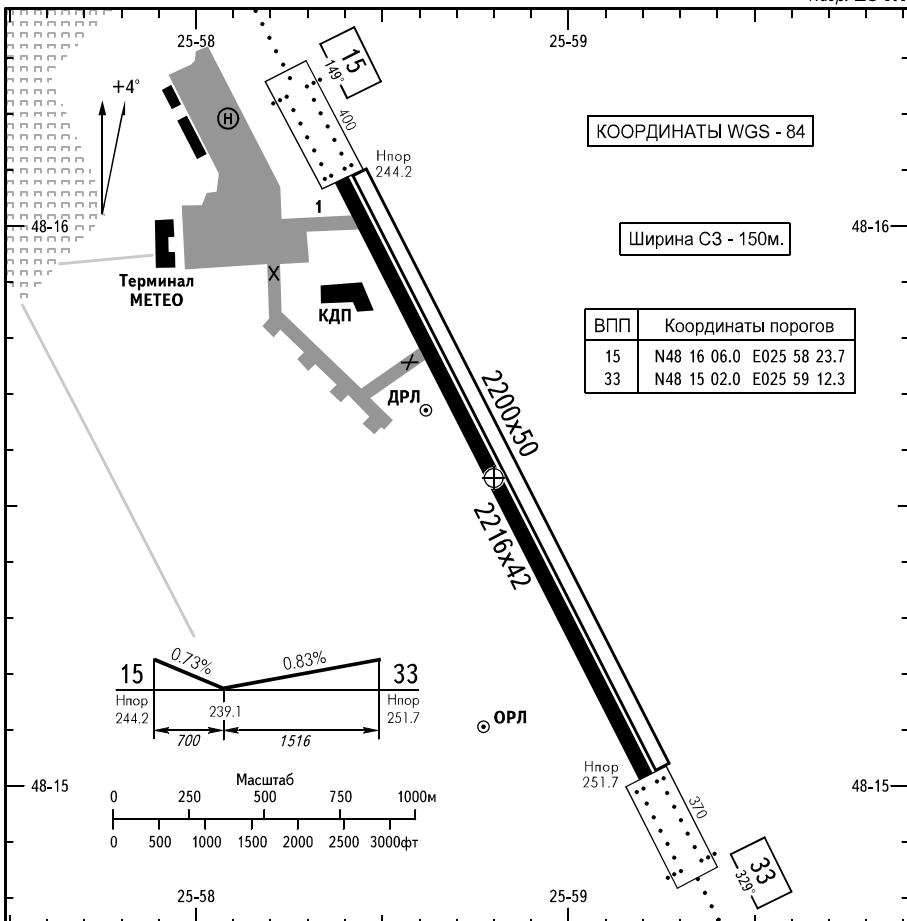 25-58
25-59
15
149°
400
+4°
H
КООРДИНАТЫ WGS - 84
Нпор
244.2
48-16
1
48-16
Ширина СЗ - 150м.
Терминал
МЕТЕО
КДП
ВПП Координаты порогов
15 N48 16 06.0 E025 58 23.7
33 N48 15 02.0 E025 59 12.3
ДРЛ
2200x50
2216x42
0.73%
0.83%
15
33
Нпор
244.2
239.1
Нпор
251.7
700
1516
ОРЛ
Нпор
251.7
48-15
48-15
Масштаб
0 250 500 750 1000м
0 500 1000 1500 2000 2500 3000фт
370
33
329°
25-58
25-59